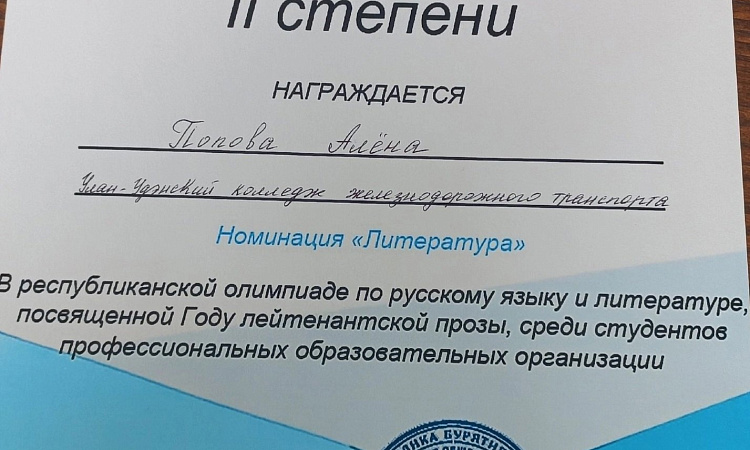 II степени
НАГРАЖДАЕТСЯ
Попова Алёна
Улан-Удэнский колледж железнодорожного транспорта
Номинация «Литература»
В республиканской олимпиаде по русскому языку и литературе,
посвященной Году лейтенантской прозы, среди студентов
профессиональных образовательных организации